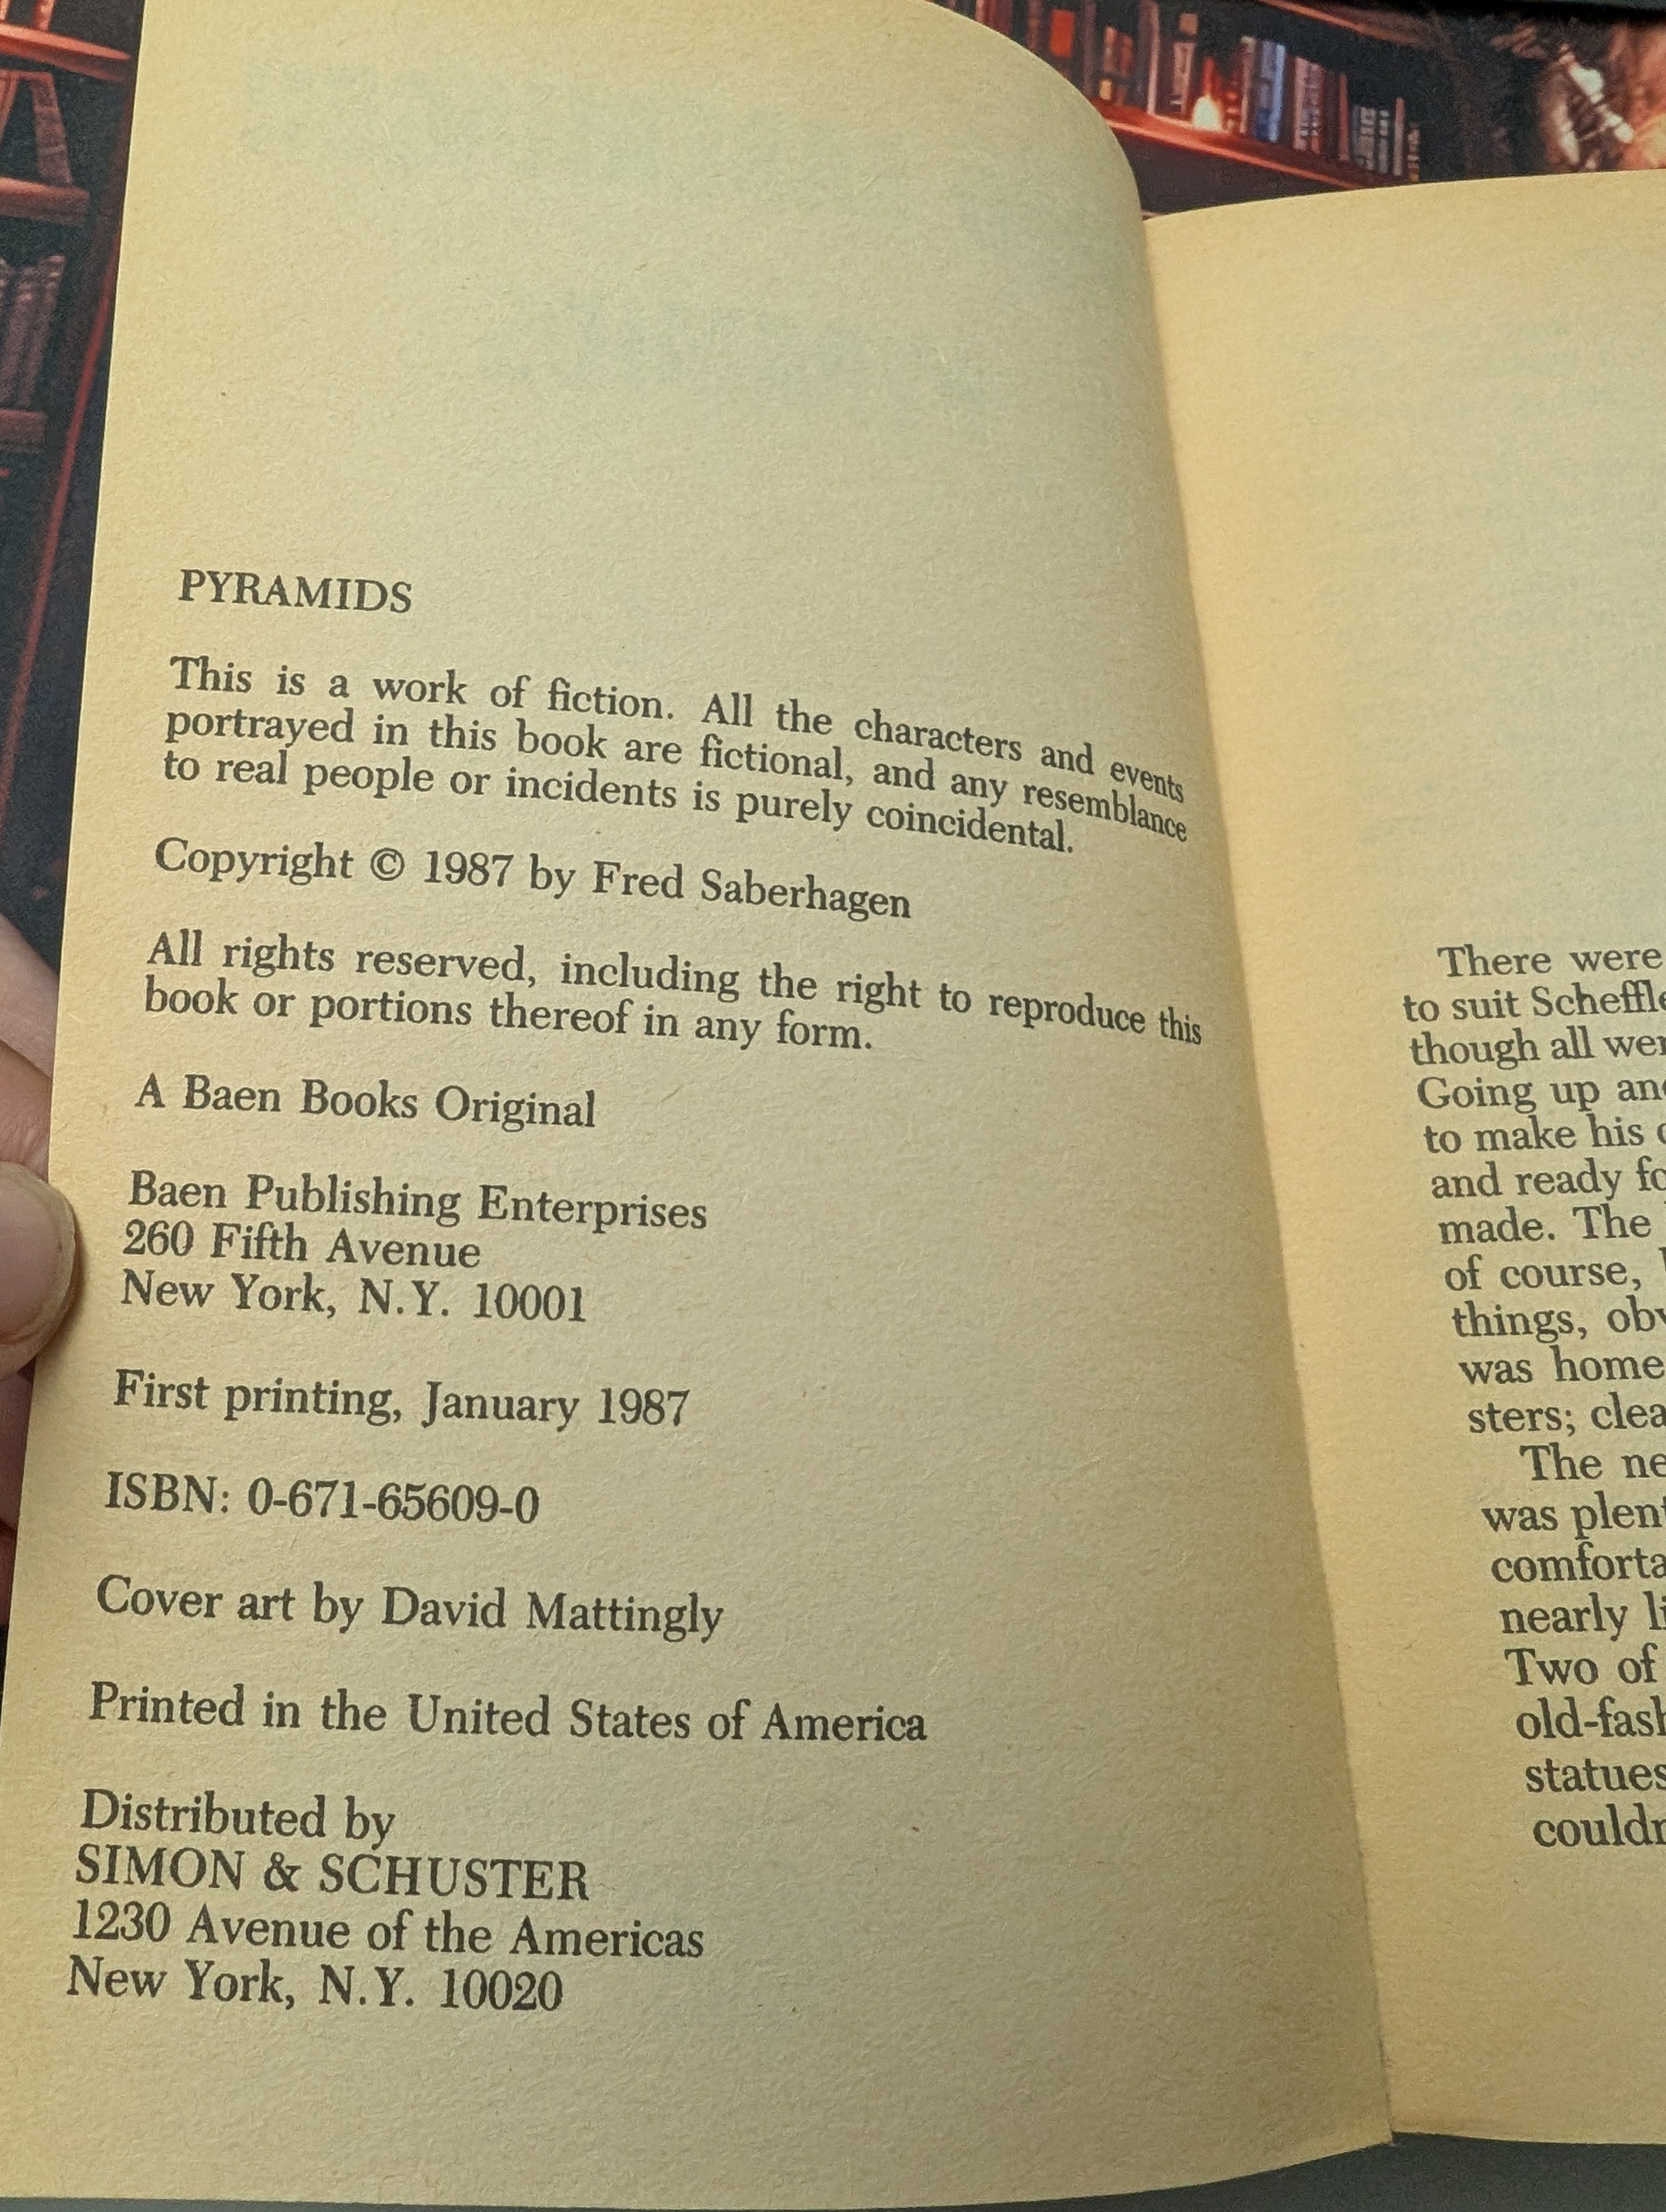 PYRAMIDS
This is a work of fiction. All the characters and events
portrayed in this book are fictional, and any resemblance
to real people or incidents is purely coincidental.
Copyright © 1987 by Fred Saberhagen
All rights reserved, including the right to reproduce this
book or portions thereof in any form.
A Baen Books Original
Baen Publishing Enterprises
260 Fifth Avenue
New York, N.Y. 10001
First printing, January 1987
ISBN: 0-671-65609-0
Cover art by David Mattingly
Printed in the United States of America
Distributed by
SIMON & SCHUSTER
1230 Avenue of the Americas
New York, N.Y. 10020
There were
to suit
though all
Going up
to make his
and ready
made. The
of course,
things,
was home
sters;
The
was
nearly
Two of